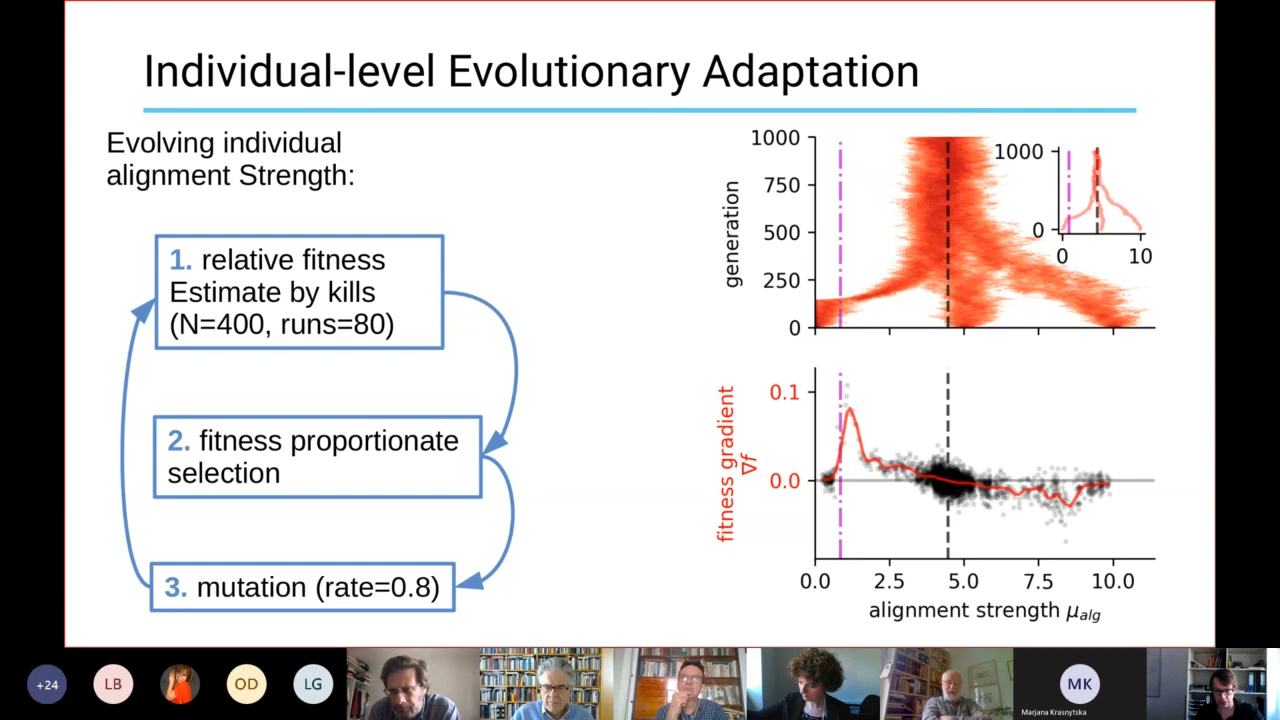 Individual-level Evolutionary Adaptation
Evolving individual
alignment Strength:
1. relative fitness
Estimate by kills
(N=400, runs=80)
2. fitness proportionate
selection
3. mutation (rate=0.8)
generation
1000
750
500
250
0
1000
0
0
10
fitness gradient
∇f
0.1
0.0
0.0
2.5
5.0
7.5
10.0
alignment strength μalg
+24
LB
OD
LG
MK
Marjana Krasnytska